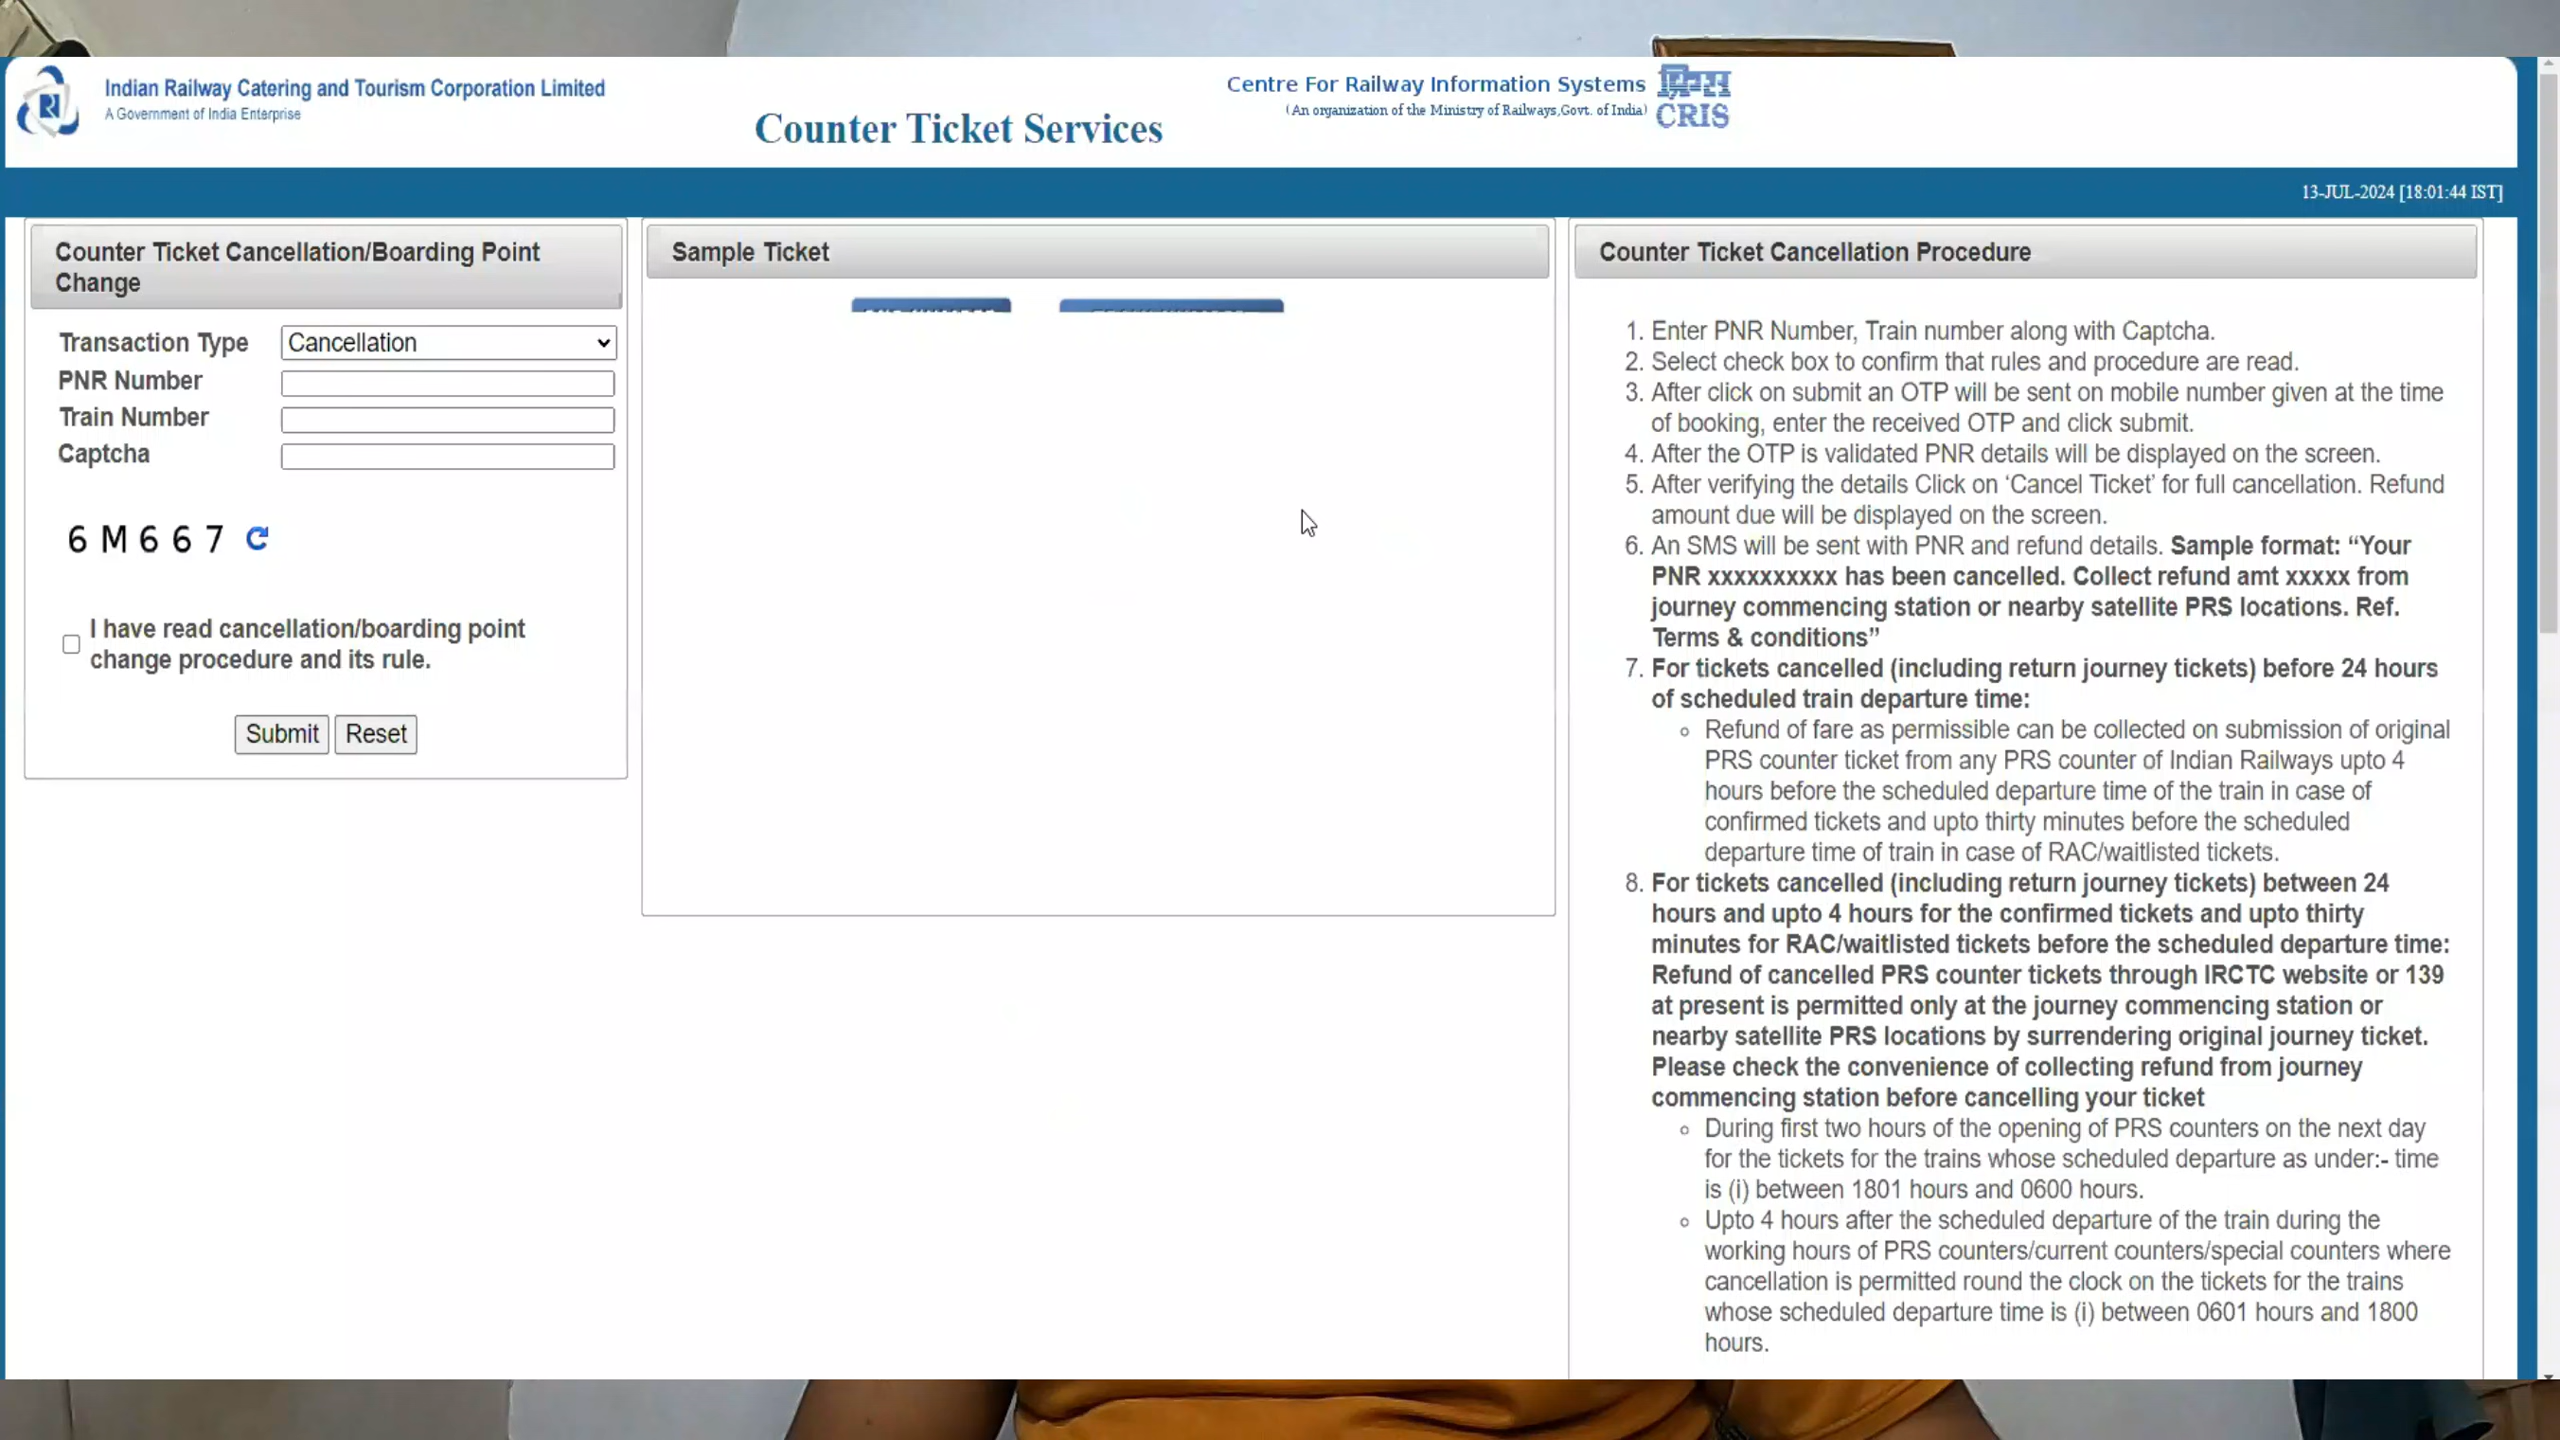 Indian Railway Catering and Tourism Corporation Limited
A Government of India Enterprise
Counter Ticket Services
Centre For Railway Information Systems
(An organization of the Ministry of Railways,Govt. of India)
CRIS
13-JUL-2024 [18:01:44 IST]
Counter Ticket Cancellation/Boarding Point
Change
Transaction Type
Cancellation
PNR Number
Train Number
Captcha
6 M 6 6 7
I have read cancellation/boarding point
change procedure and its rule.
Submit
Reset
Sample Ticket
Counter Ticket Cancellation Procedure
1. Enter PNR Number, Train number along with Captcha.
2. Select check box to confirm that rules and procedure are read.
3. After click on submit an OTP will be sent on mobile number given at the time
of booking, enter the received OTP and click submit.
4. After the OTP is validated PNR details will be displayed on the screen.
5. After verifying the details Click on ‘Cancel Ticket’ for full cancellation. Refund
amount due will be displayed on the screen.
6. An SMS will be sent with PNR and refund details. Sample format: “Your
PNR xxxxxxxxxx has been cancelled. Collect refund amt xxxxx from
journey commencing station or nearby satellite PRS locations. Ref.
Terms & conditions”
7. For tickets cancelled (including return journey tickets) before 24 hours
of scheduled train departure time:
Refund of fare as permissible can be collected on submission of original
PRS counter ticket from any PRS counter of Indian Railways upto 4
hours before the scheduled departure time of the train in case of
confirmed tickets and upto thirty minutes before the scheduled
departure time of train in case of RAC/waitlisted tickets.
8. For tickets cancelled (including return journey tickets) between 24
hours and upto 4 hours for the confirmed tickets and upto thirty
minutes for RAC/waitlisted tickets before the scheduled departure time:
Refund of cancelled PRS counter tickets through IRCTC website or 139
at present is permitted only at the journey commencing station or
nearby satellite PRS locations by surrendering original journey ticket.
Please check the convenience of collecting refund from journey
commencing station before cancelling your ticket
During first two hours of the opening of PRS counters on the next day
for the tickets for the trains whose scheduled departure as under:- time
is (i) between 1801 hours and 0600 hours.
Upto 4 hours after the scheduled departure of the train during the
working hours of PRS counters/current counters/special counters where
cancellation is permitted round the clock on the tickets for the trains
whose scheduled departure time is (i) between 0601 hours and 1800
hours.